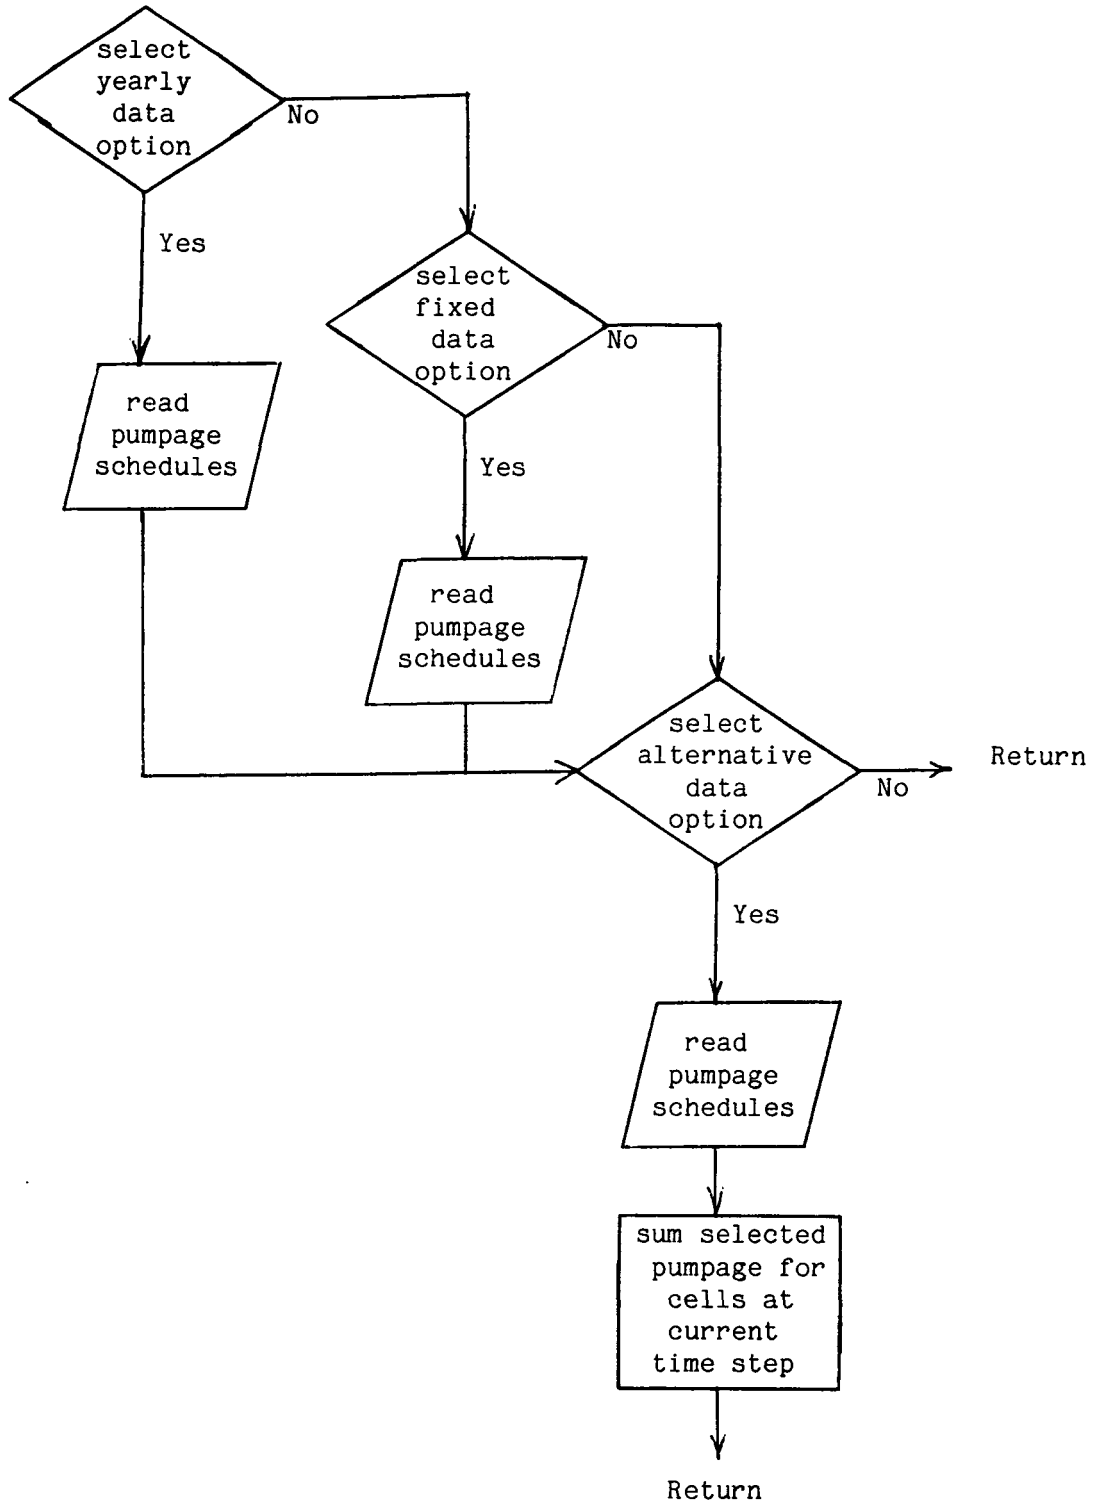 select
yearly
data
option
No
Yes
select
fixed
data
option
No
read
pumpage
schedules
Yes
read
pumpage
schedules
select
alternative
data
option
Return
No
Yes
read
pumpage
schedules
sum selected
pumpage for
cells at
current
time step
Return